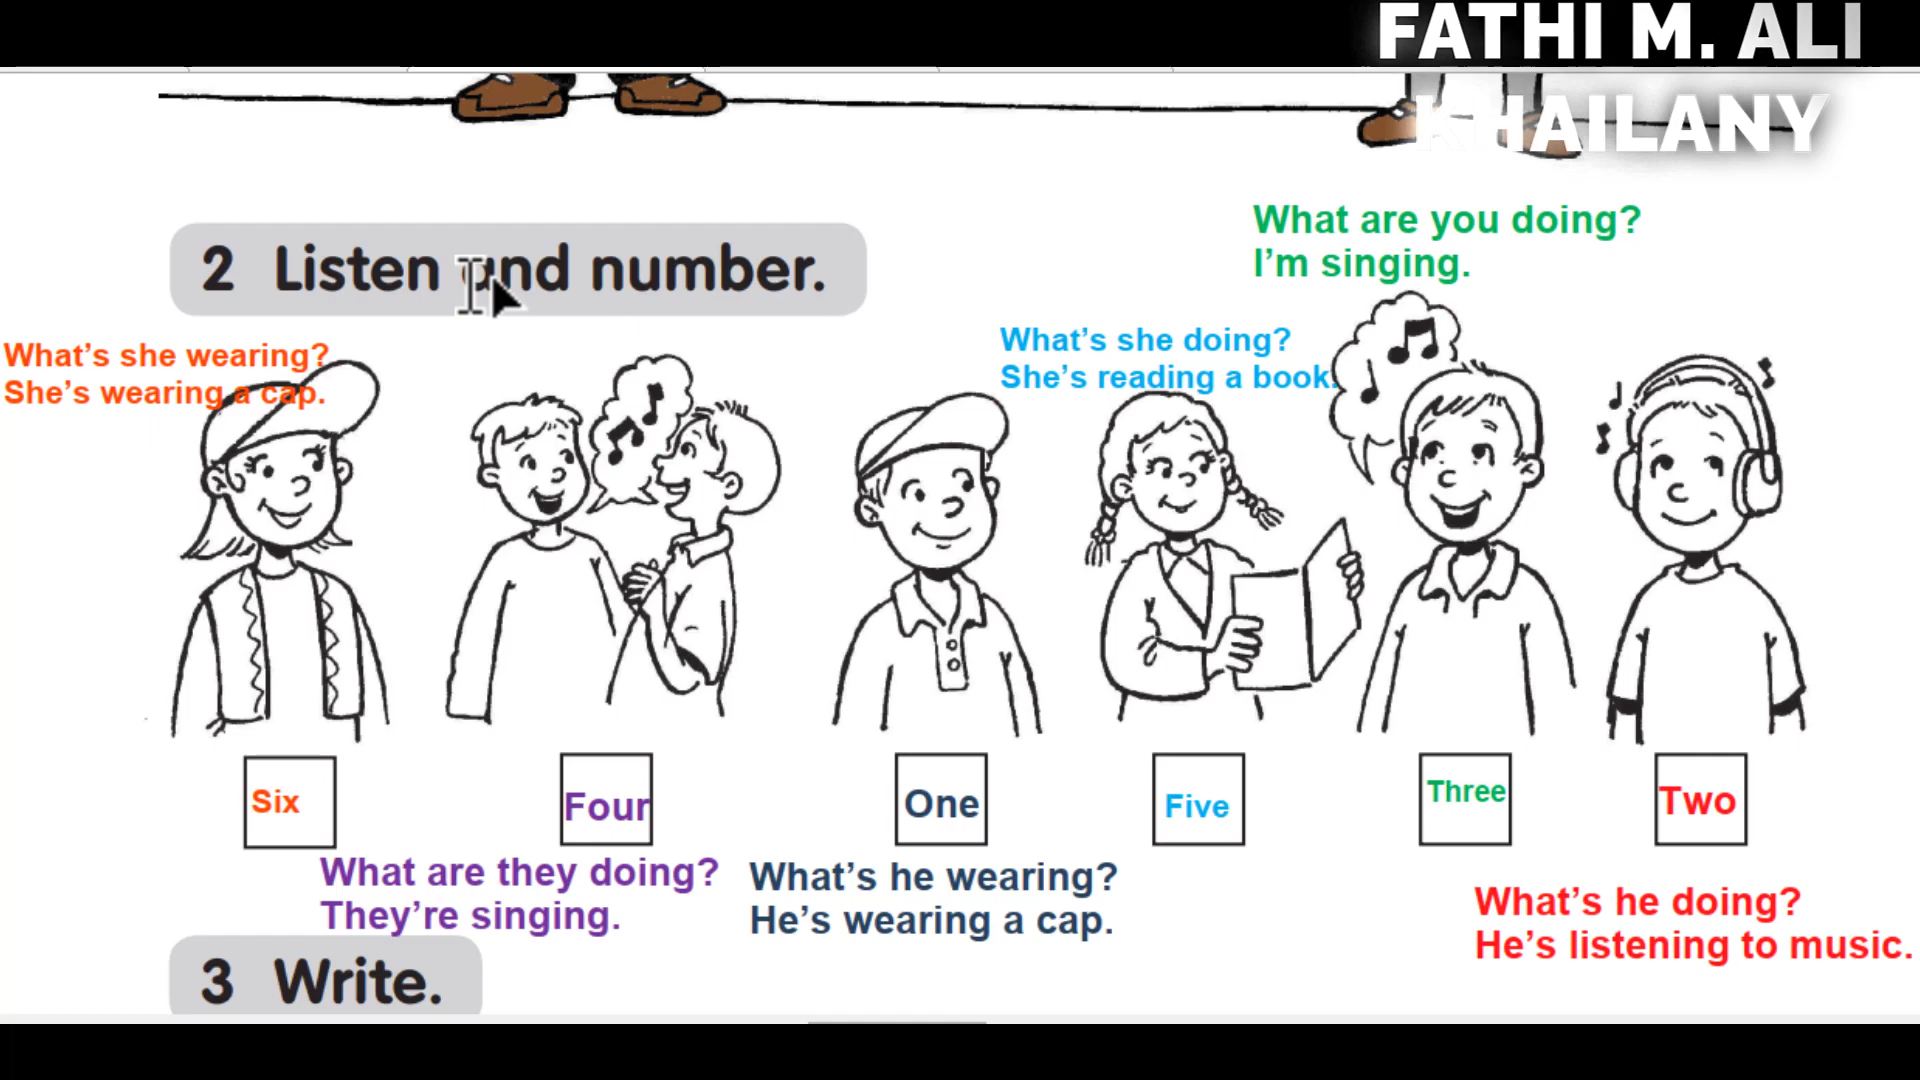 FATHI M. ALI
KHAILANY
2 Listen and number.
What are you doing?
I'm singing.
What's she wearing?
She's wearing a cap.
What's she doing?
She's reading a book.
Six
Four
One
Five
Three
Two
What are they doing?
They're singing.
What's he wearing?
He's wearing a cap.
What's he doing?
He's listening to music.
3 Write.